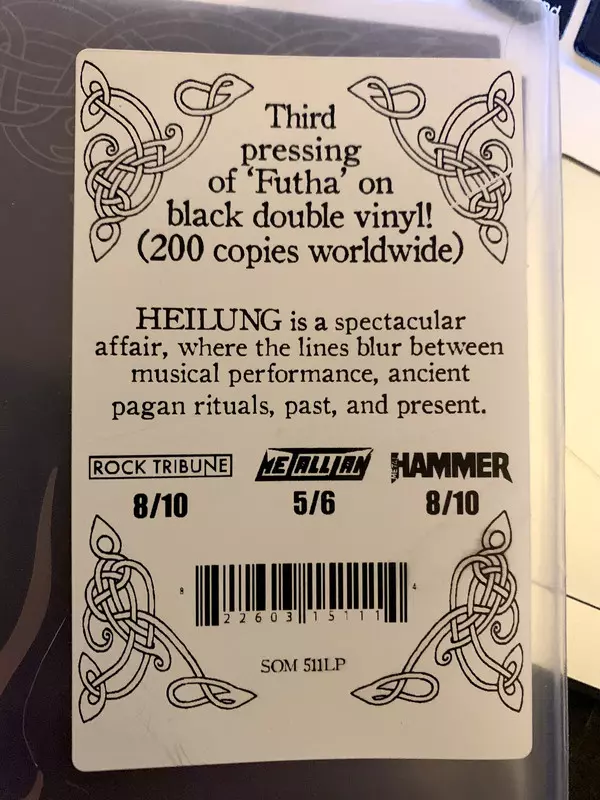 Third
pressing
of ‘Futha’ on
black double vinyl!
(200 copies worldwide)
HEILUNG is a spectacular
affair, where the lines blur between
musical performance, ancient
pagan rituals, past, and present.
ROCK TRIBUNE METALLIAN METAL HAMMER
8/10 5/6 8/10
8 22603 15111 4
SOM 511LP